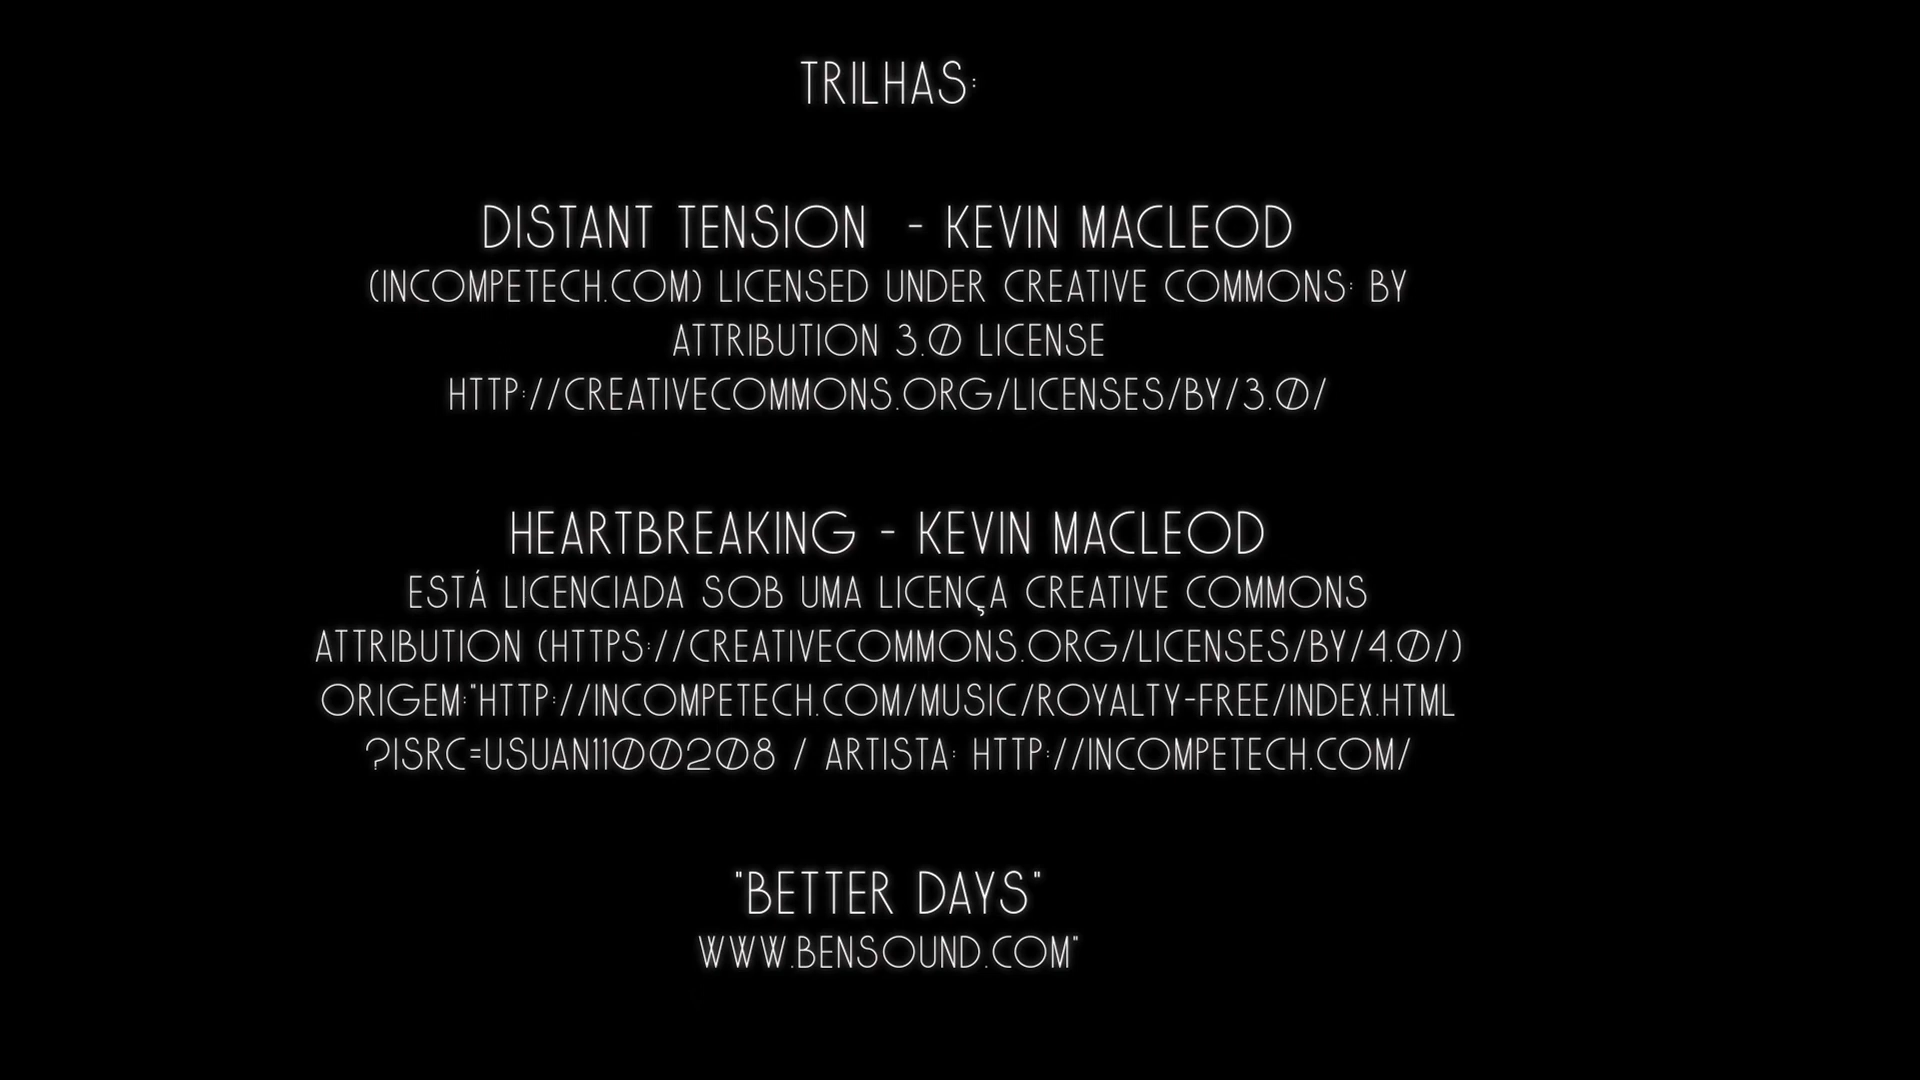 TRILHAS:
DISTANT TENSION - KEVIN MACLEOD
(INCOMPETECH.COM) LICENSED UNDER CREATIVE COMMONS: BY
ATTRIBUTION 3.0 LICENSE
HTTP://CREATIVECOMMONS.ORG/LICENSES/BY/3.0/
HEARTBREAKING - KEVIN MACLEOD
ESTÁ LICENCIADA SOB UMA LICENÇA CREATIVE COMMONS
ATTRIBUTION (HTTPS://CREATIVECOMMONS.ORG/LICENSES/BY/4.0/)
ORIGEM:"HTTP://INCOMPETECH.COM/MUSIC/ROYALTY-FREE/INDEX.HTML
?ISRC=USUAN1100208 / ARTISTA: HTTP://INCOMPETECH.COM/
"BETTER DAYS"
WWW.BENSOUND.COM"